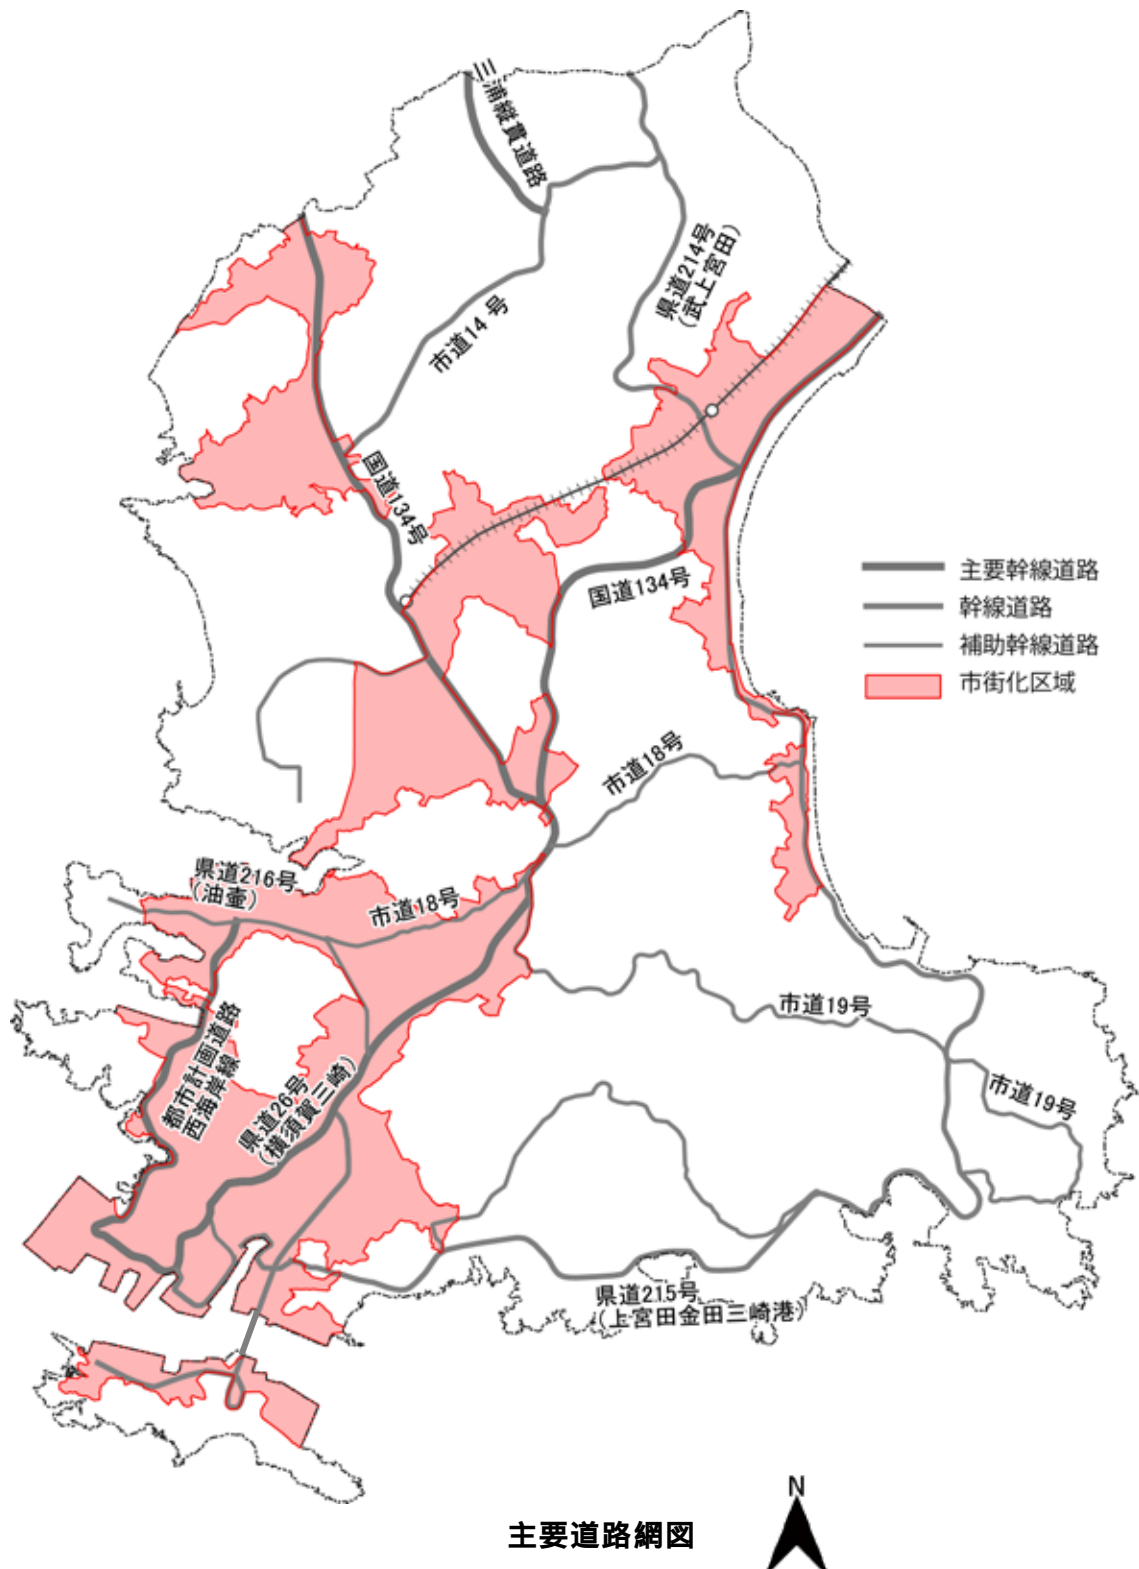 三浦縦貫道路
県道214号
(武上宮田)
市道14 号
国道134号
国道134号
主要幹線道路
幹線道路
補助幹線道路
市街化区域
市道18号
県道216号
(油壷)
市道18号
市道19号
市道19号
都市計画道路
西海岸線
県道26号
(横須賀三崎)
県道215号
(上宮田金田三崎港)
N
主要道路網図